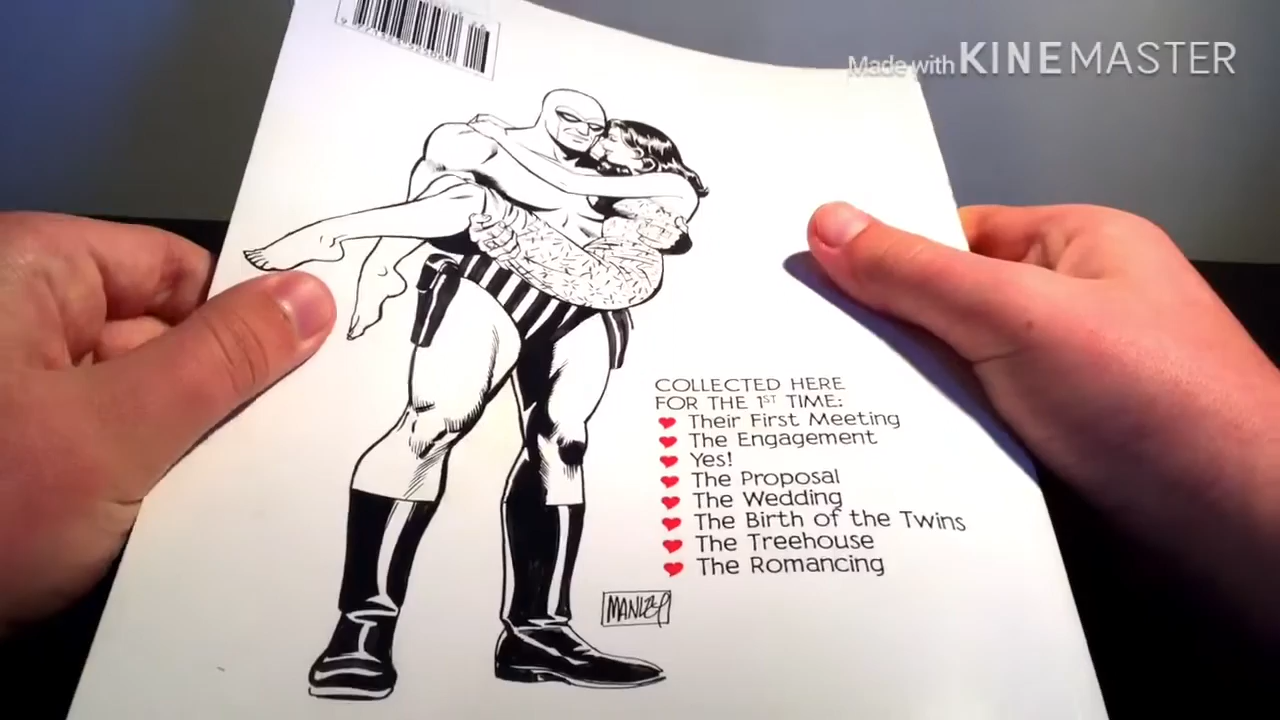 Made with KINEMASTER
COLLECTED HERE
FOR THE 1ST TIME:
Their First Meeting
The Engagement
Yes!
The Proposal
The Wedding
The Birth of the Twins
The Treehouse
The Romancing
MANLEY